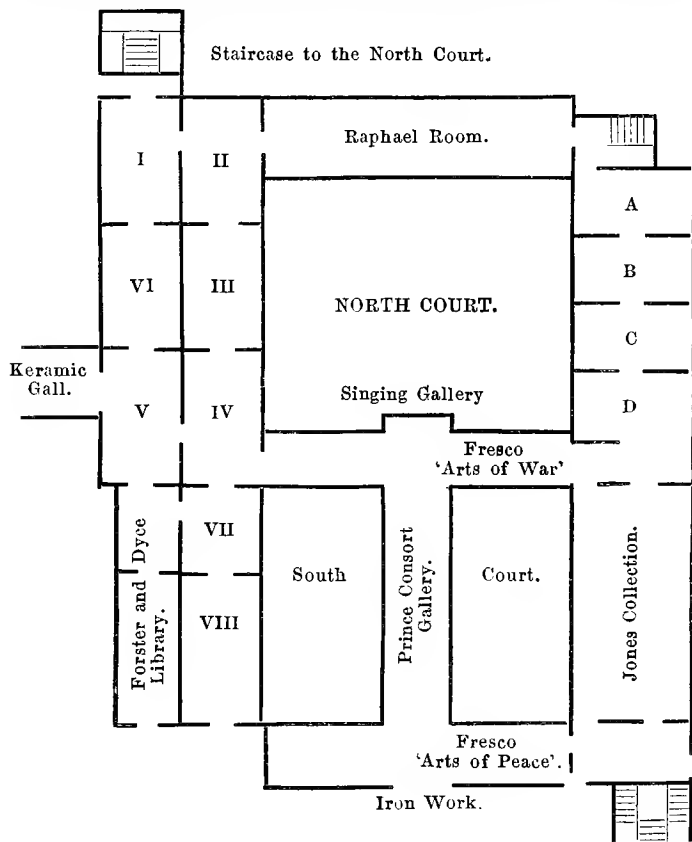 Staircase to the North Court.
Raphael Room.
I
II
A
VI
III
B
NORTH COURT.
C
Keramic
Gall.
V
IV
Singing Gallery
D
Fresco
'Arts of War'
VII
South
Prince Consort
Gallery.
Court.
Jones Collection.
Forster and Dyce
Library.
VIII
Fresco
'Arts of Peace'.
Iron Work.